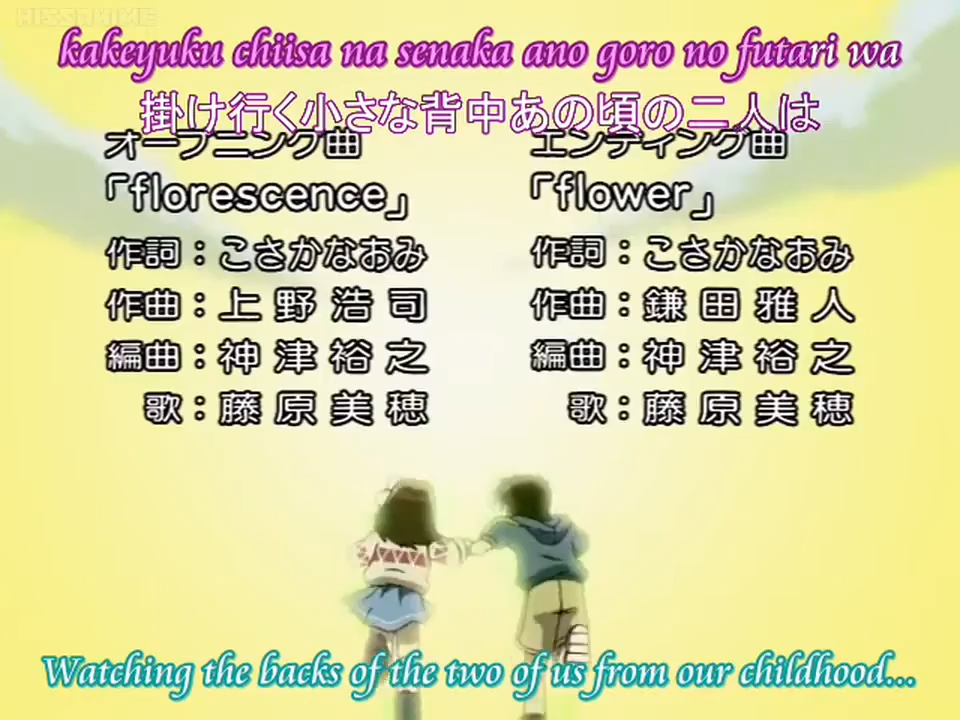 HISSATHIME
kakeyuku chiisa na senaka ano goro no futari wa
掛け行く小さな背中あの頃の二人は
オープニング曲
「florescence」
作詞:こさかなおみ
作曲:上野浩司
編曲:神津裕之
歌:藤原美穂
エンディング曲
「flower」
作詞:こさかなおみ
作曲:鎌田雅人
編曲:神津裕之
歌:藤原美穂
Watching the backs of the two of us from our childhood...